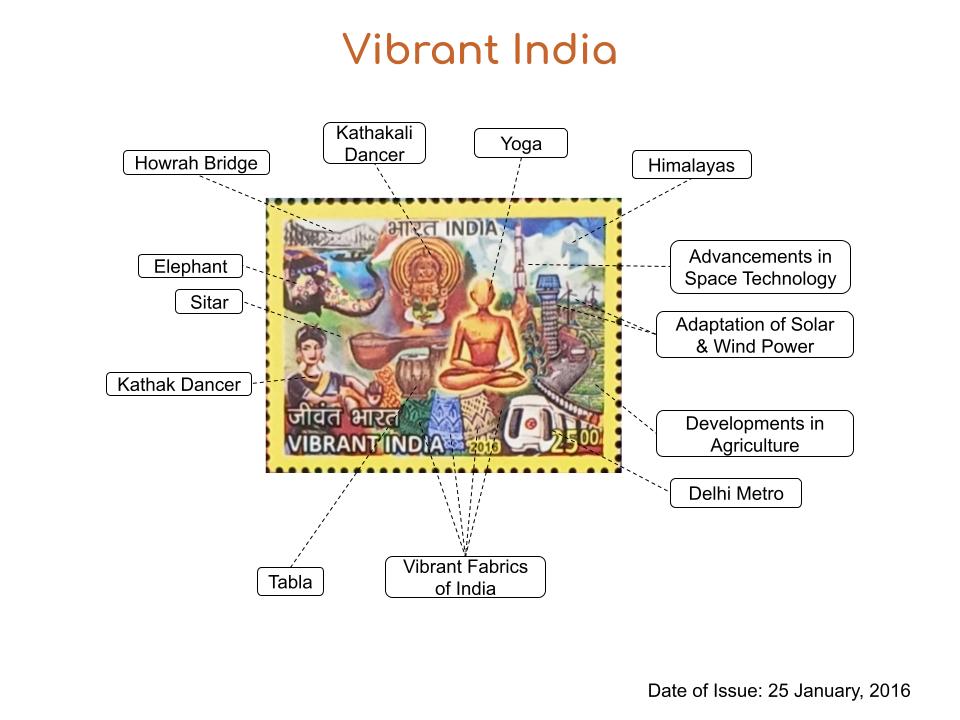 Vibrant India
Kathakali
Dancer
Yoga
Howrah Bridge
Himalayas
भारत INDIA
Advancements in
Space Technology
Elephant
Sitar
Adaptation of Solar
& Wind Power
Kathak Dancer
जीवंत भारत
Developments in
Agriculture
VIBRANT INDIA
2016
25.00
Delhi Metro
Vibrant Fabrics
of India
Tabla
Date of Issue: 25 January, 2016